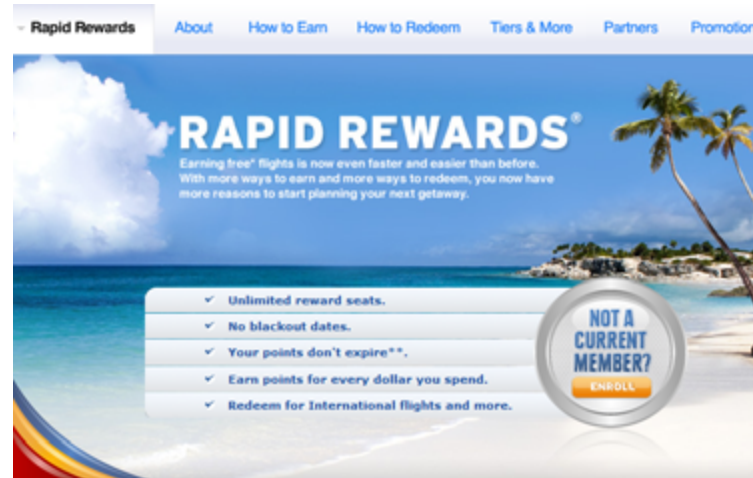 Rapid Rewards About How to Earn How to Redeem Tiers & More Partners Promotion
RAPID REWARDS®
Earning free* flights is now even faster and easier than before.
With more ways to earn and more ways to redeem, you now have
more reasons to start planning your next getaway.
Unlimited reward seats.
No blackout dates.
Your points don't expire**.
Earn points for every dollar you spend.
Redeem for International flights and more.
NOT A
CURRENT
MEMBER?
ENROLL